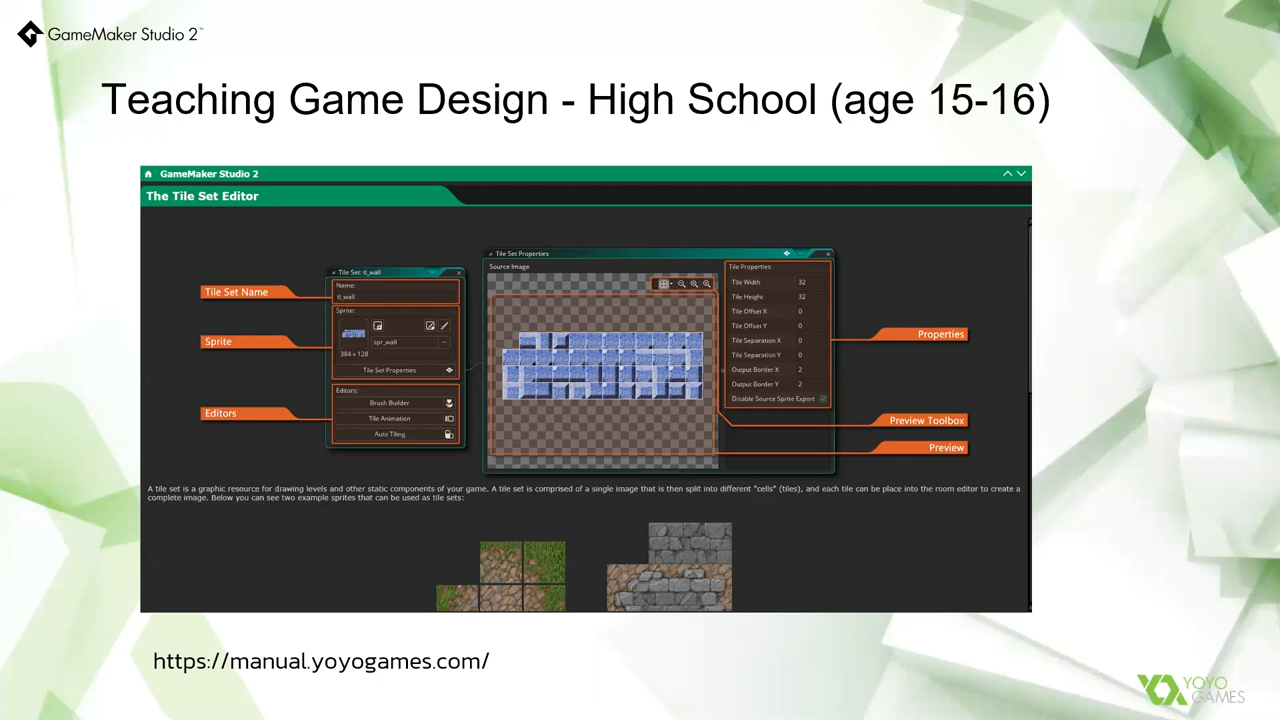 GameMaker Studio 2™
Teaching Game Design - High School (age 15-16)
GameMaker Studio 2
The Tile Set Editor
Tile Set Name
Sprite
Editors
Tile Set: tl_wall
Name:
tl_wall
Sprite:
spr_wall
384 x 128
Tile Set Properties
Editors:
Brush Builder
Tile Animation
Auto Tiling
Tile Set Properties
Source Image
Tile Properties
Tile Width 32
Tile Height 32
Tile Offset X 0
Tile Offset Y 0
Tile Separation X 0
Tile Separation Y 0
Output Border X 2
Output Border Y 2
Disable Source Sprite Export
Properties
Preview Toolbox
Preview
A tile set is a graphic resource for drawing levels and other static components of your game. A tile set is comprised of a single image that is then split into different "cells" (tiles), and each tile can be place into the room editor to create a
complete image. Below you can see two example sprites that can be used as tile sets:
https://manual.yoyogames.com/
YOYO
GAMES